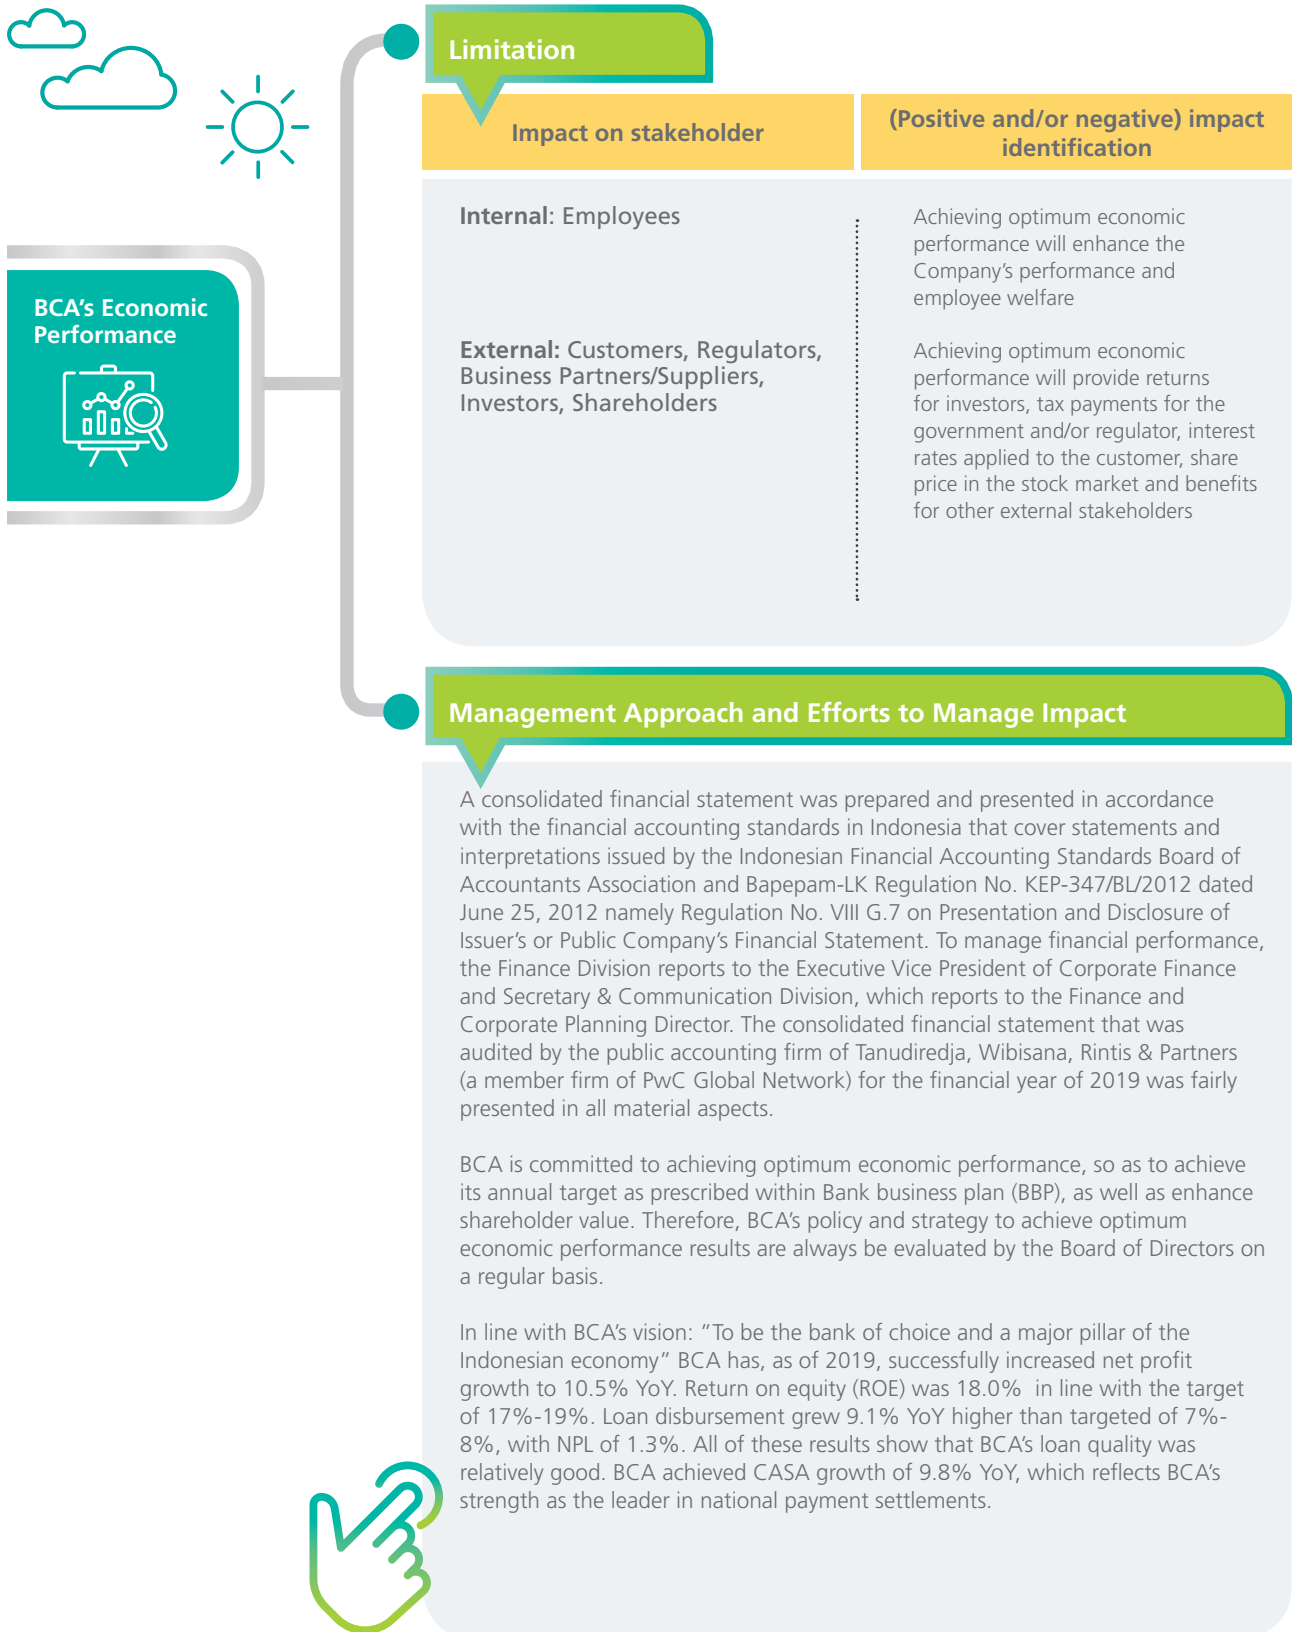 BCA's Economic
Performance
Limitation
Impact on stakeholder
(Positive and/or negative) impact
identification
Internal: Employees
Achieving optimum economic
performance will enhance the
Company's performance and
employee welfare
External: Customers, Regulators,
Business Partners/Suppliers,
Investors, Shareholders
Achieving optimum economic
performance will provide returns
for investors, tax payments for the
government and/or regulator, interest
rates applied to the customer, share
price in the stock market and benefits
for other external stakeholders
Management Approach and Efforts to Manage Impact
A consolidated financial statement was prepared and presented in accordance
with the financial accounting standards in Indonesia that cover statements and
interpretations issued by the Indonesian Financial Accounting Standards Board of
Accountants Association and Bapepam-LK Regulation No. KEP-347/BL/2012 dated
June 25, 2012 namely Regulation No. VIII G.7 on Presentation and Disclosure of
Issuer's or Public Company's Financial Statement. To manage financial performance,
the Finance Division reports to the Executive Vice President of Corporate Finance
and Secretary & Communication Division, which reports to the Finance and
Corporate Planning Director. The consolidated financial statement that was
audited by the public accounting firm of Tanudiredja, Wibisana, Rintis & Partners
(a member firm of PwC Global Network) for the financial year of 2019 was fairly
presented in all material aspects.
BCA is committed to achieving optimum economic performance, so as to achieve
its annual target as prescribed within Bank business plan (BBP), as well as enhance
shareholder value. Therefore, BCA's policy and strategy to achieve optimum
economic performance results are always be evaluated by the Board of Directors on
a regular basis.
In line with BCA's vision: "To be the bank of choice and a major pillar of the
Indonesian economy" BCA has, as of 2019, successfully increased net profit
growth to 10.5% YoY. Return on equity (ROE) was 18.0%  in line with the target
of 17%-19%. Loan disbursement grew 9.1% YoY higher than targeted of 7%-
8%, with NPL of 1.3%. All of these results show that BCA's loan quality was
relatively good. BCA achieved CASA growth of 9.8% YoY, which reflects BCA's
strength as the leader in national payment settlements.